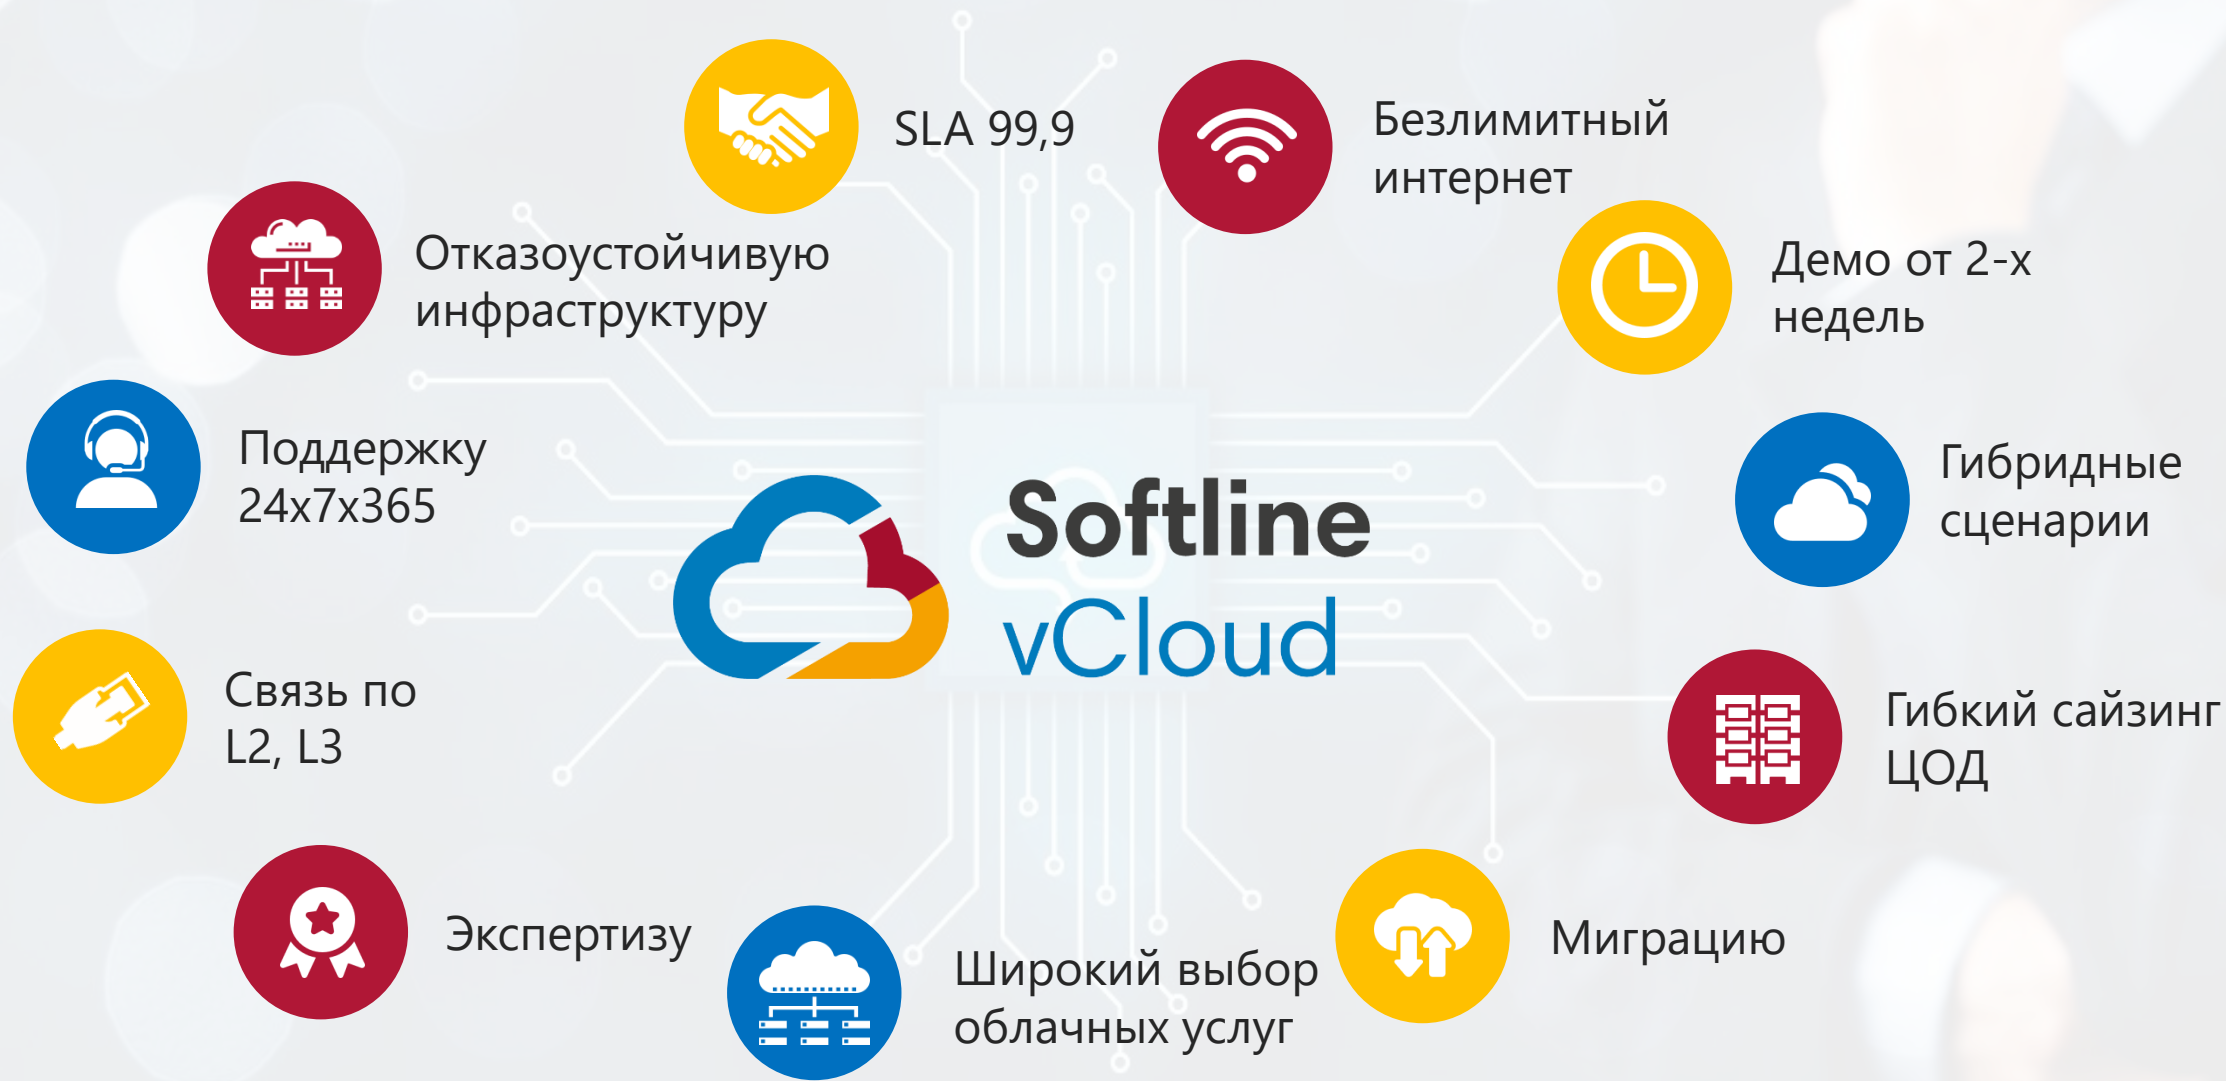 SLA 99,9
Безлимитный
интернет
Отказоустойчивую
инфраструктуру
Демо от 2-х
недель
Поддержку
24x7x365
Гибридные
сценарии
Softline
vCloud
Связь по
L2, L3
Гибкий сайзинг
ЦОД
Экспертизу
Широкий выбор
облачных услуг
Миграцию